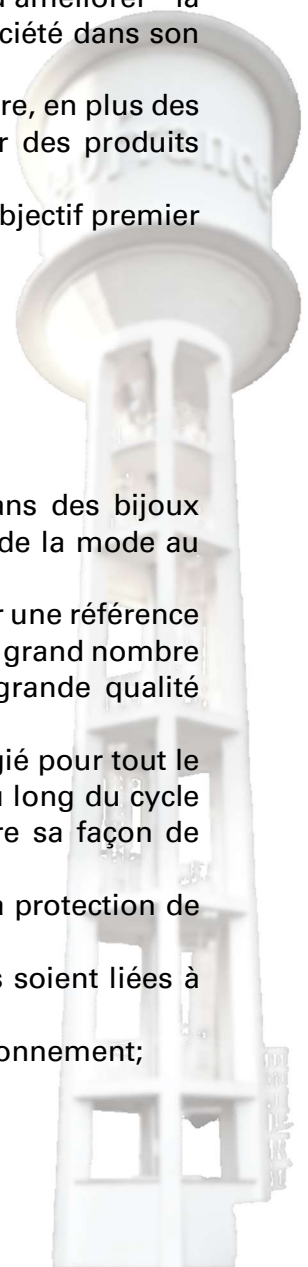 d'améliorer la
ociété dans son
re, en plus des
r des produits
bjectif premier
ans des bijoux
de la mode au
r une référence
grand nombre
grande qualité
gié pour tout le
u long du cycle
re sa façon de
a protection de
s soient liées à
onnement;